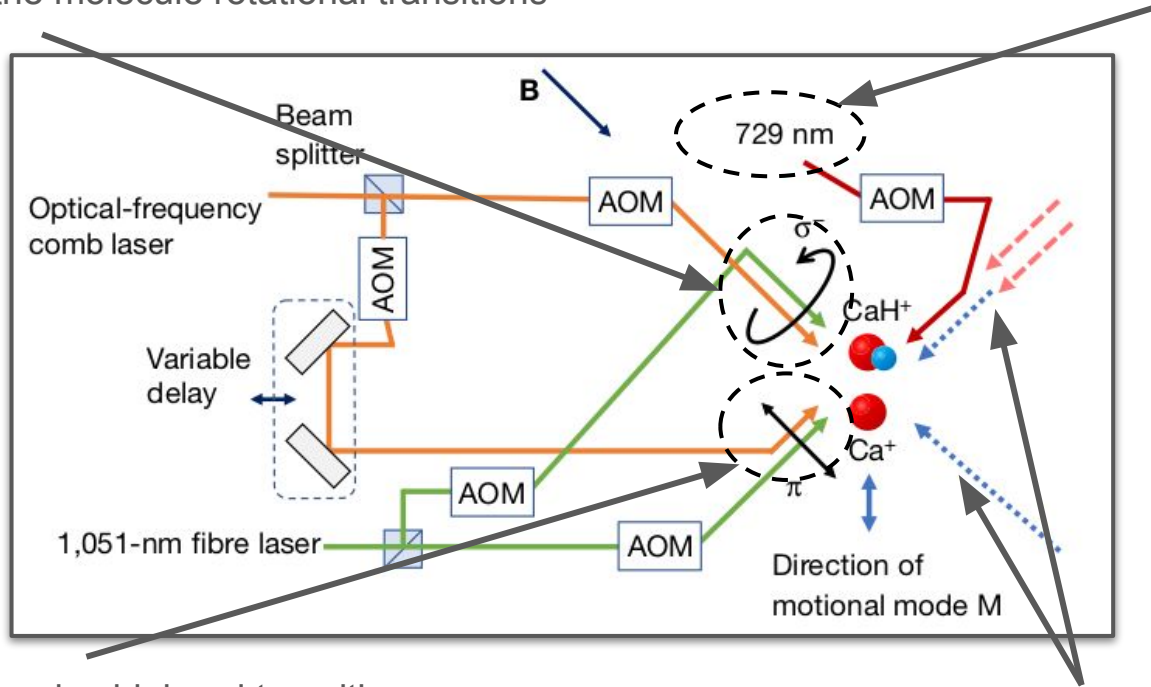 the molecule rotational transitions
B
729 nm
Beam
splitter
AOM
AOM
σ⁻
Optical-frequency
comb laser
AOM
CaH⁺
Variable
delay
Ca⁺
π
AOM
1,051-nm fibre laser
AOM
Direction of
motional mode M